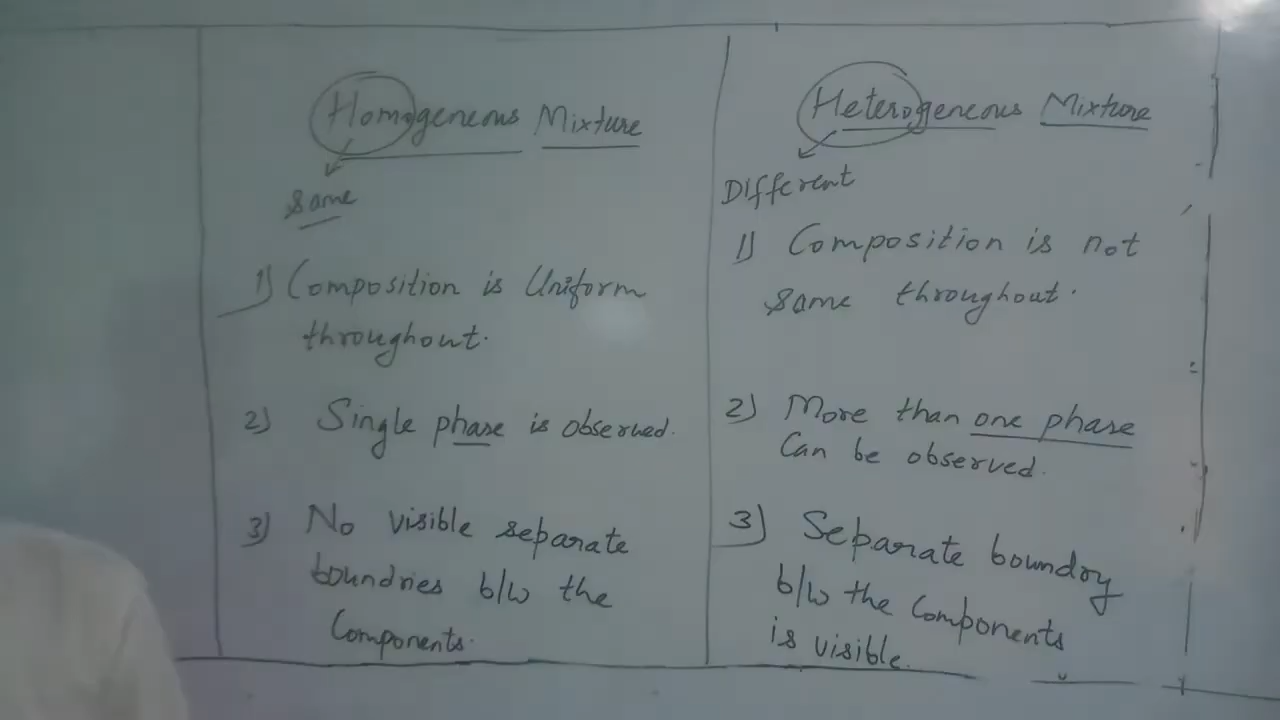 Homogeneous Mixture
same
1) Composition is Uniform
throughout.
2) Single phase is observed.
3) No visible separate
boundries b/w the
Components.
Heterogeneous Mixture
Different
1) Composition is not
same throughout.
2) More than one phase
Can be observed.
3) Separate boundry
b/w the Components
is visible.